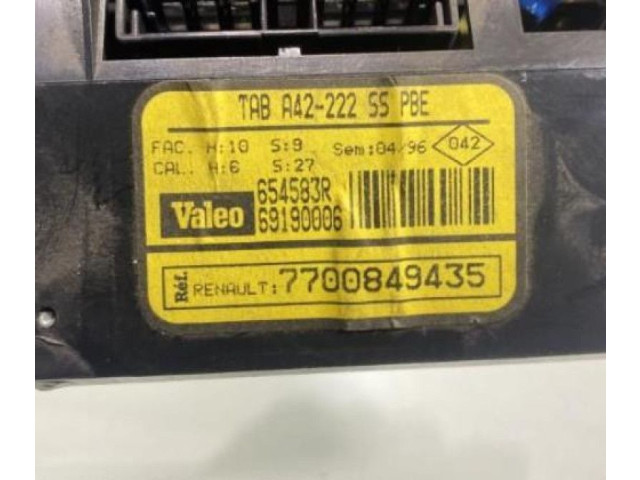 TAB A42-222 SS PBE
FAC. H:10 S:9 Sem:04/96 042
CAL. H:6 S:27
Valeo 654583R
69190006
Réf. RENAULT: 7700849435